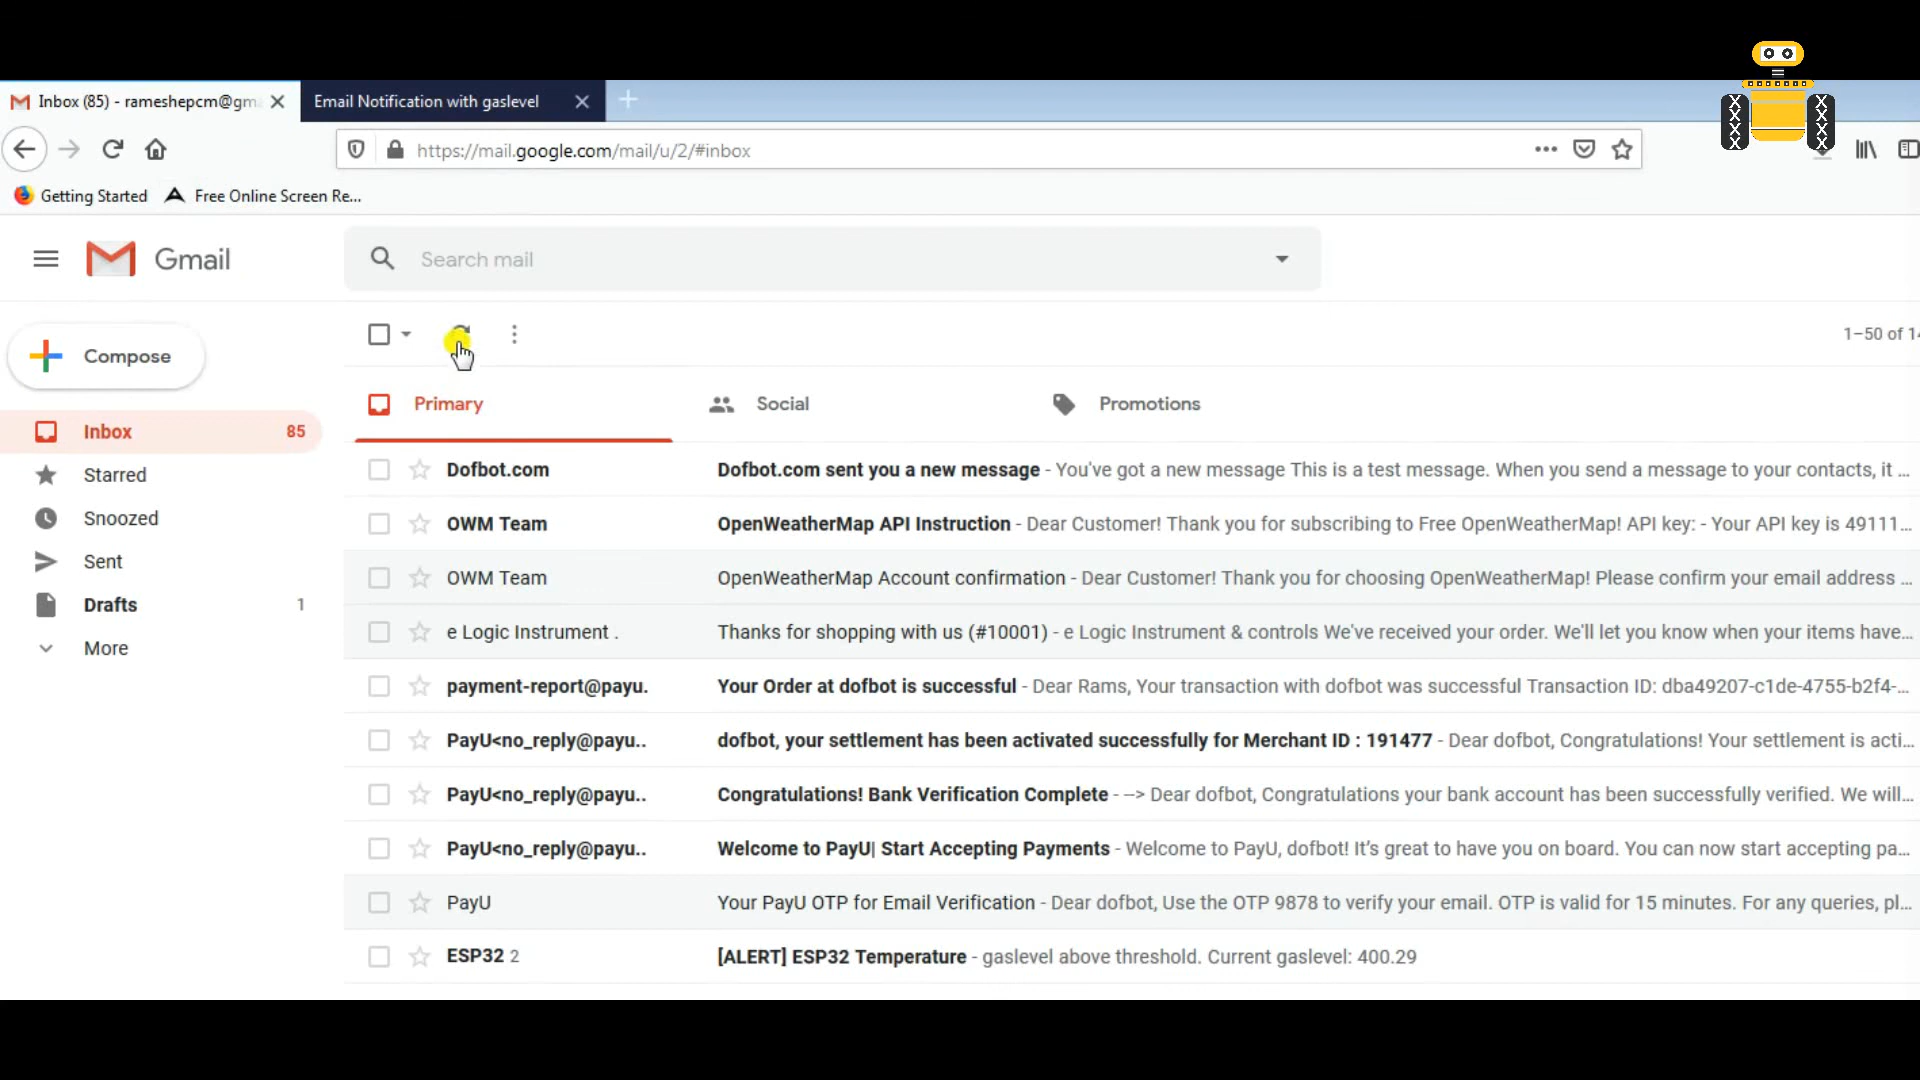 Inbox (85) - rameshepcm@gm
Email Notification with gaslevel
https://mail.google.com/mail/u/2/#inbox
Getting Started
Free Online Screen Re...
Gmail
Search mail
1–50 of 14
Compose
Primary
Social
Promotions
Inbox 85
Starred
Snoozed
Sent
Drafts 1
More
Dofbot.com Dofbot.com sent you a new message - You've got a new message This is a test message. When you send a message to your contacts, it ...
OWM Team OpenWeatherMap API Instruction - Dear Customer! Thank you for subscribing to Free OpenWeatherMap! API key: - Your API key is 49111...
OWM Team OpenWeatherMap Account confirmation - Dear Customer! Thank you for choosing OpenWeatherMap! Please confirm your email address ...
e Logic Instrument . Thanks for shopping with us (#10001) - e Logic Instrument & controls We've received your order. We'll let you know when your items have...
payment-report@payu. Your Order at dofbot is successful - Dear Rams, Your transaction with dofbot was successful Transaction ID: dba49207-c1de-4755-b2f4-...
PayU<no_reply@payu.. dofbot, your settlement has been activated successfully for Merchant ID : 191477 - Dear dofbot, Congratulations! Your settlement is acti...
PayU<no_reply@payu.. Congratulations! Bank Verification Complete - --> Dear dofbot, Congratulations your bank account has been successfully verified. We will...
PayU<no_reply@payu.. Welcome to PayU| Start Accepting Payments - Welcome to PayU, dofbot! It's great to have you on board. You can now start accepting pa...
PayU Your PayU OTP for Email Verification - Dear dofbot, Use the OTP 9878 to verify your email. OTP is valid for 15 minutes. For any queries, pl...
ESP32 2 [ALERT] ESP32 Temperature - gaslevel above threshold. Current gaslevel: 400.29